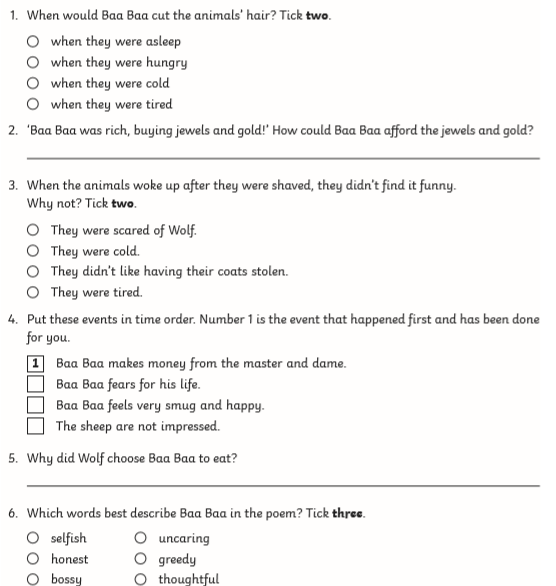 1. When would Baa Baa cut the animals' hair? Tick two.
when they were asleep
when they were hungry
when they were cold
when they were tired
2. 'Baa Baa was rich, buying jewels and gold!' How could Baa Baa afford the jewels and gold?
3. When the animals woke up after they were shaved, they didn't find it funny.
Why not? Tick two.
They were scared of Wolf.
They were cold.
They didn't like having their coats stolen.
They were tired.
4. Put these events in time order. Number 1 is the event that happened first and has been done
for you.
1 Baa Baa makes money from the master and dame.
Baa Baa fears for his life.
Baa Baa feels very smug and happy.
The sheep are not impressed.
5. Why did Wolf choose Baa Baa to eat?
6. Which words best describe Baa Baa in the poem? Tick three.
selfish uncaring
honest greedy
bossy thoughtful